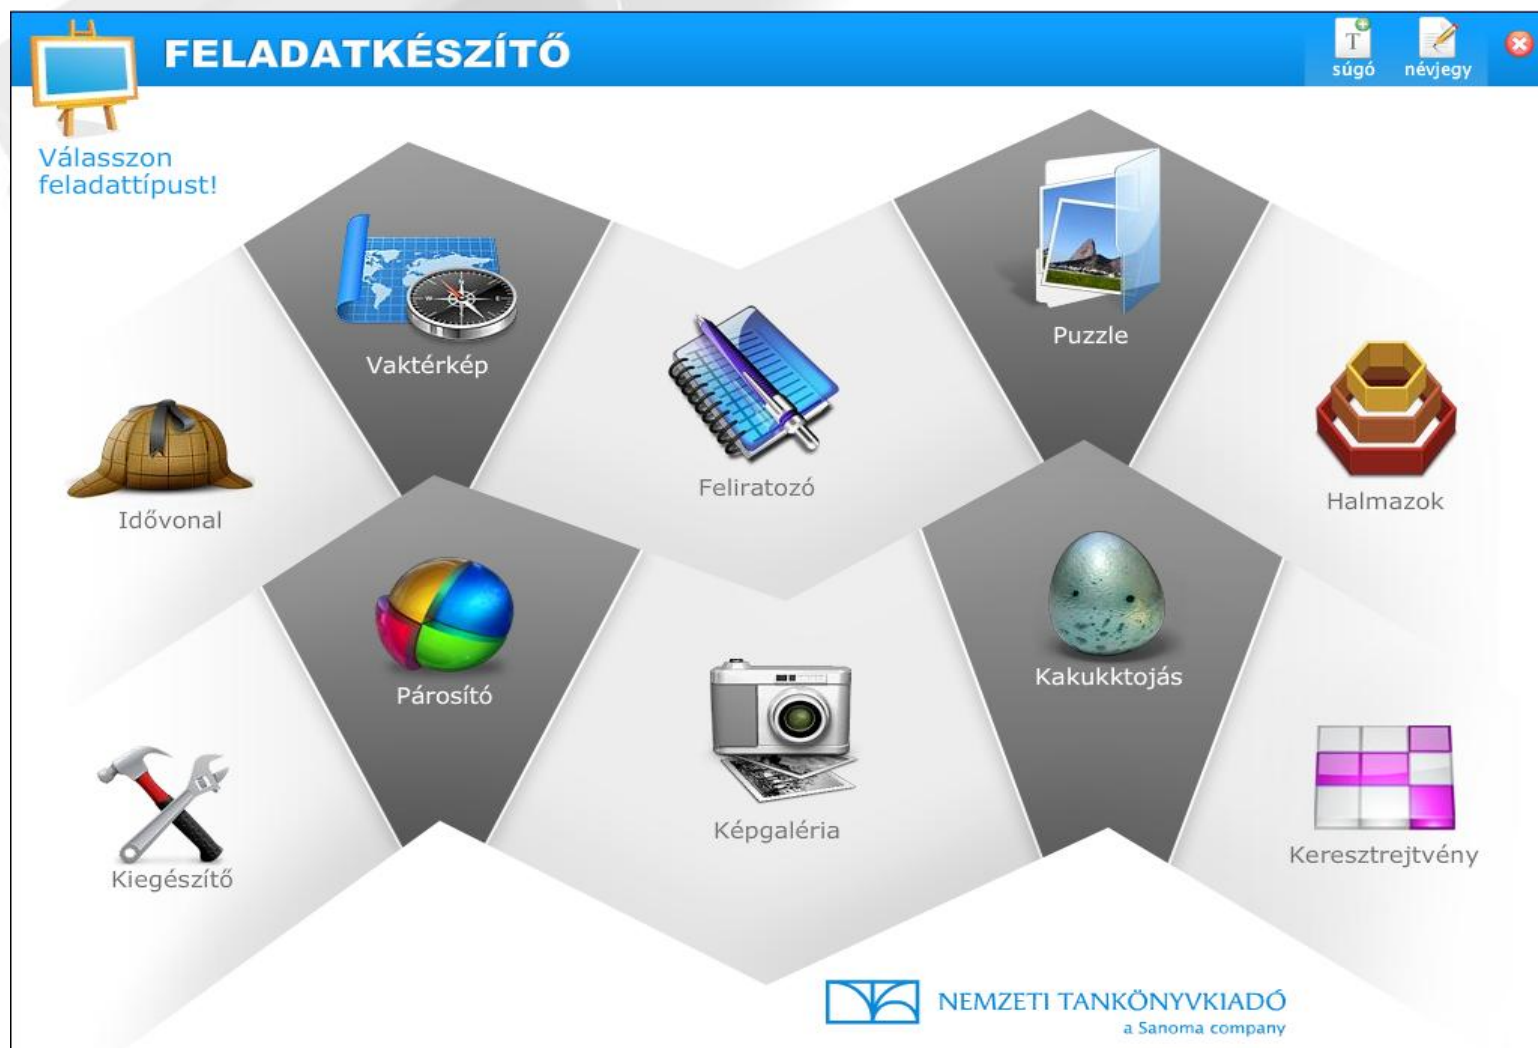 FELADATKÉSZÍTŐ
T
súgó
névjegy
Válasszon
feladattípust!
Vaktérkép
Puzzle
Idővonal
Feliratozó
Halmazok
Párosító
Kakukktojás
Kiegészítő
Képgaléria
Keresztrejtvény
NEMZETI TANKÖNYVKIADÓ
a Sanoma company